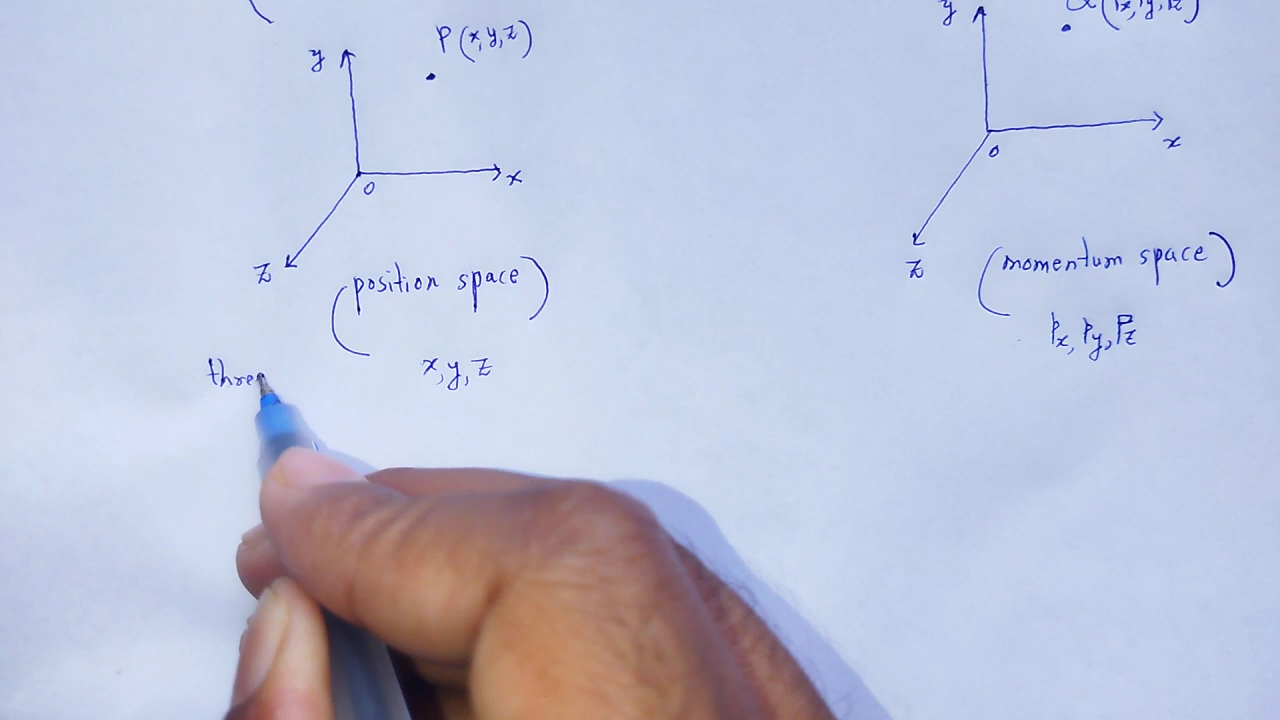 y
P (x, y, z)
O
x
z
(position space)
x, y, z
thre
y
O
x
z
(momentum space)
px, py, pz